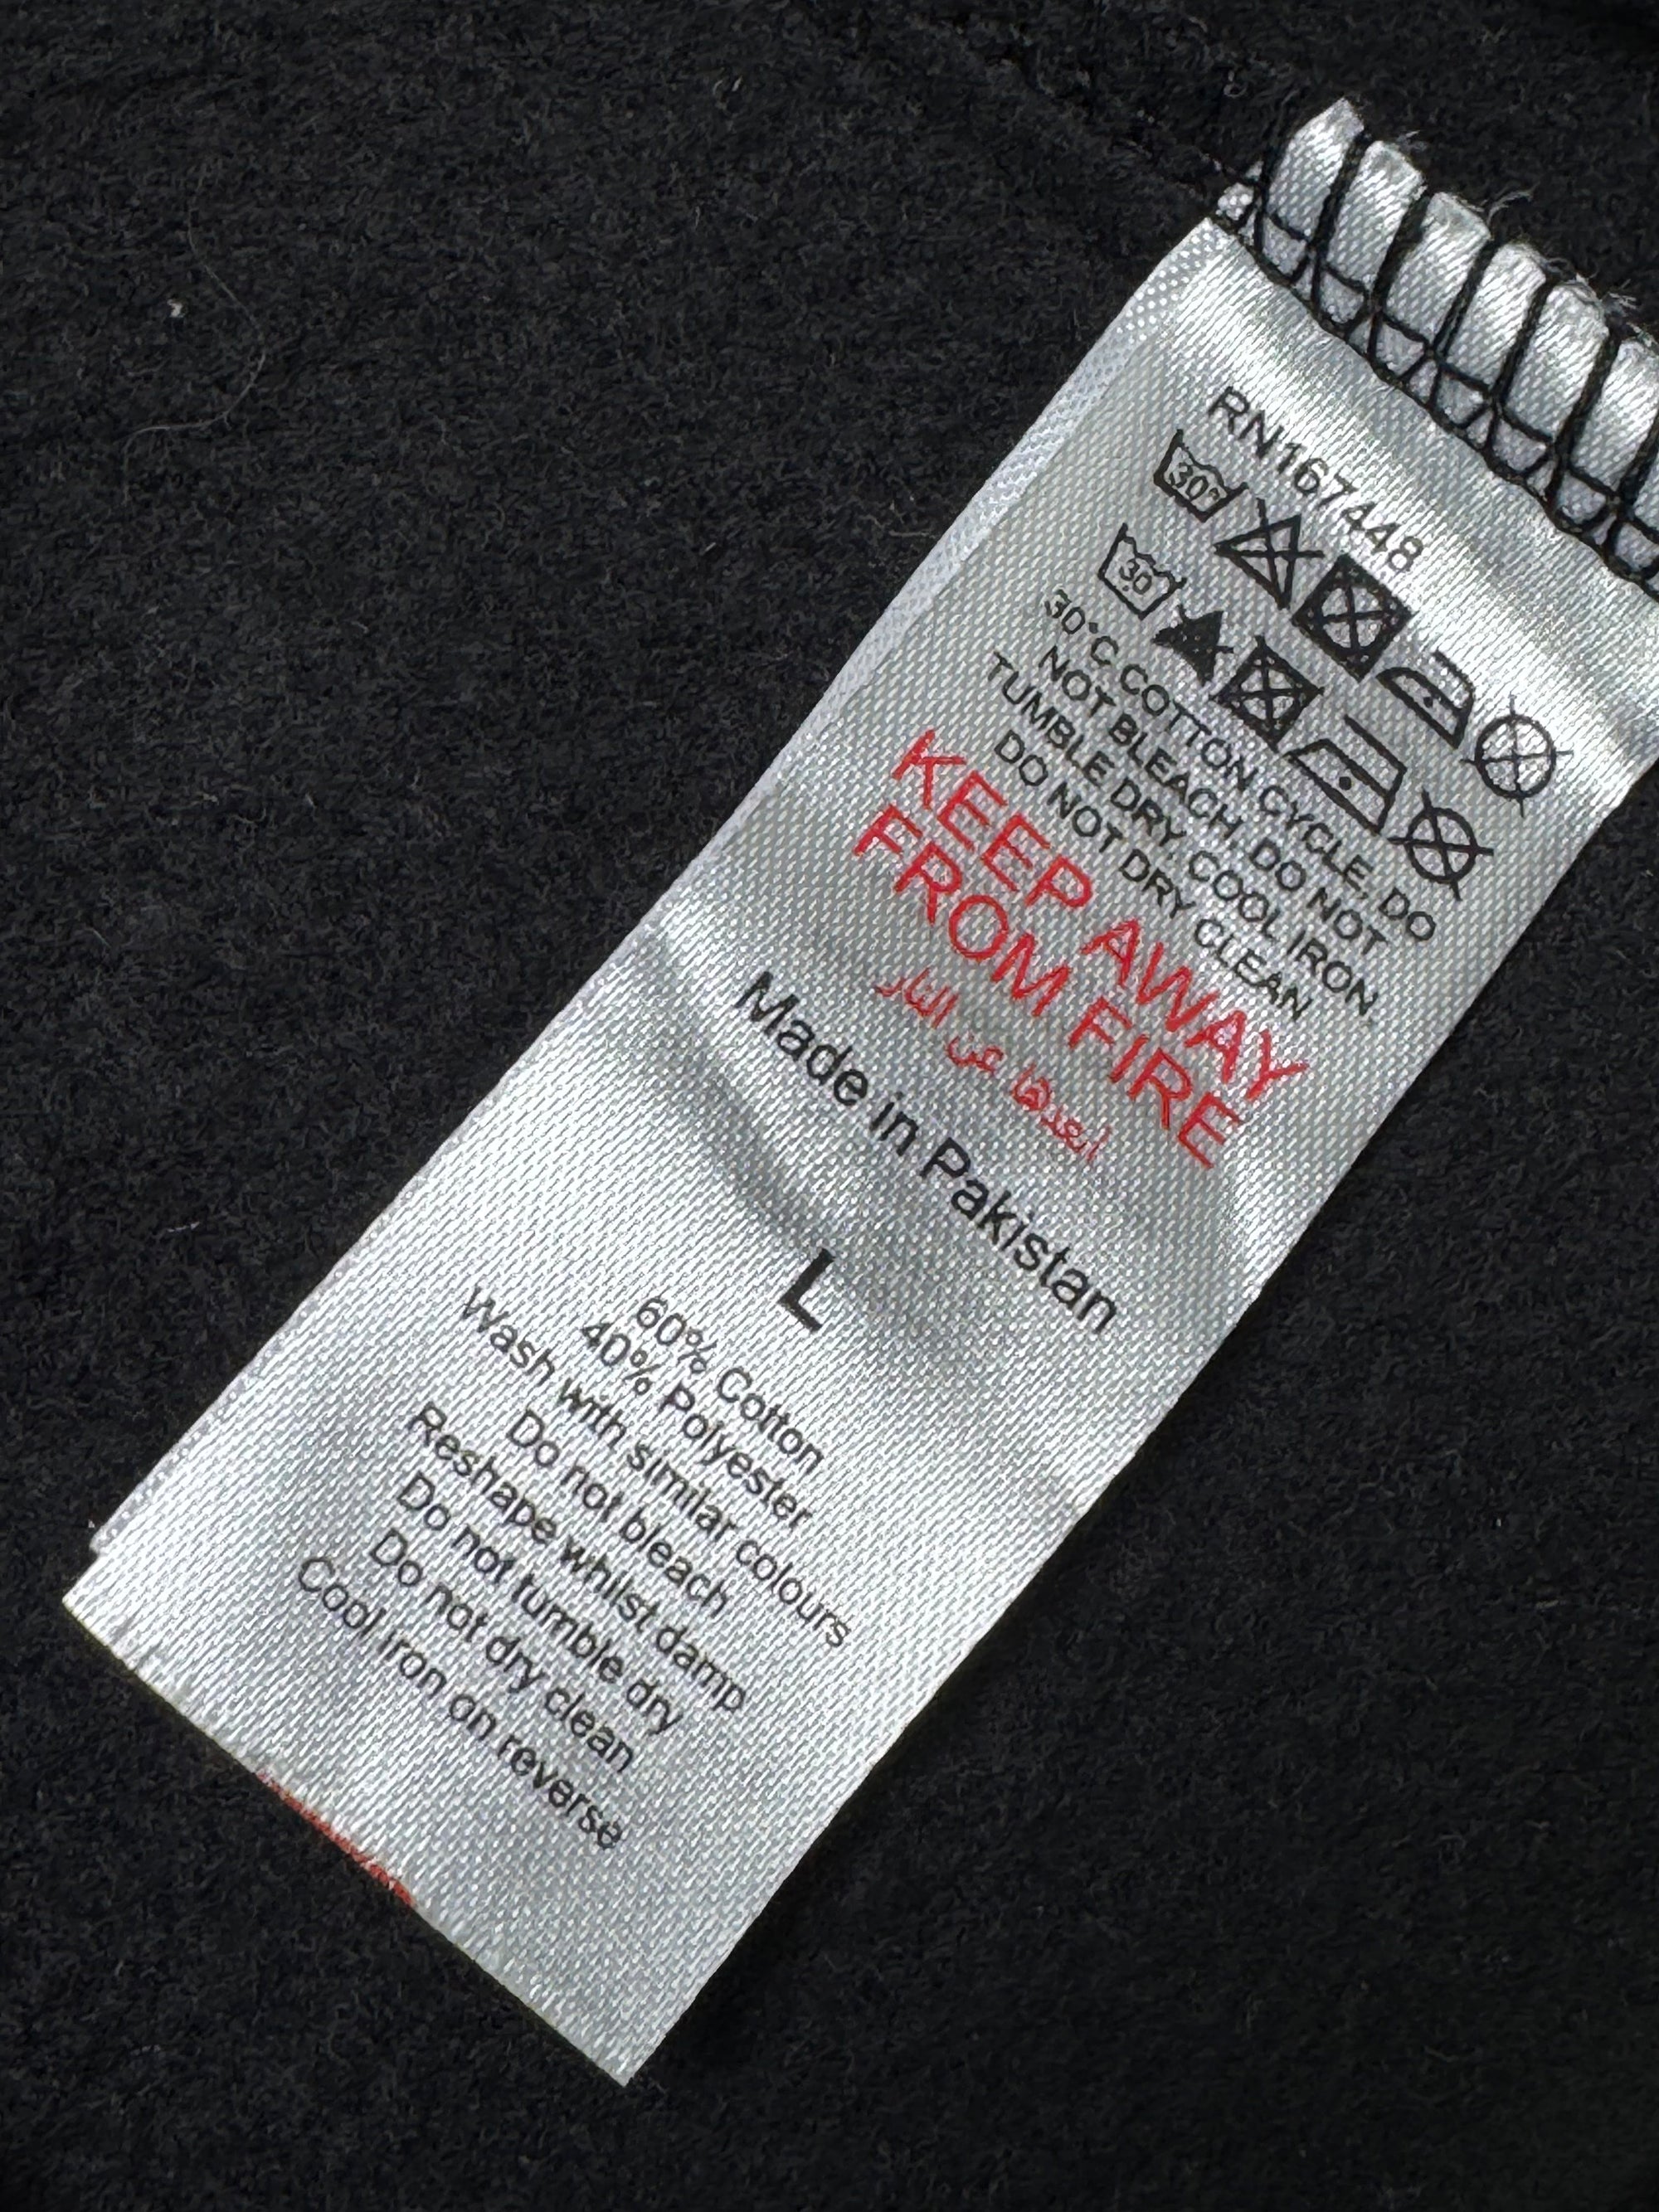 RN167448
30°
30
30°C COTTON CYCLE, DO
NOT BLEACH, DO NOT
TUMBLE DRY, COOL IRON,
DO NOT DRY CLEAN
KEEP AWAY
FROM FIRE
ابعدها عن النار
Made in Pakistan
L
60% Cotton
40% Polyester
Wash with similar colours
Do not bleach
Reshape whilst damp
Do not tumble dry
Do not dry clean
Cool iron on reverse